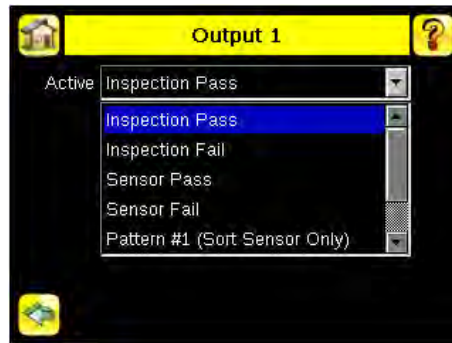 Output 1
?
Active Inspection Pass
Inspection Pass
Inspection Fail
Sensor Pass
Sensor Fail
Pattern #1 (Sort Sensor Only)